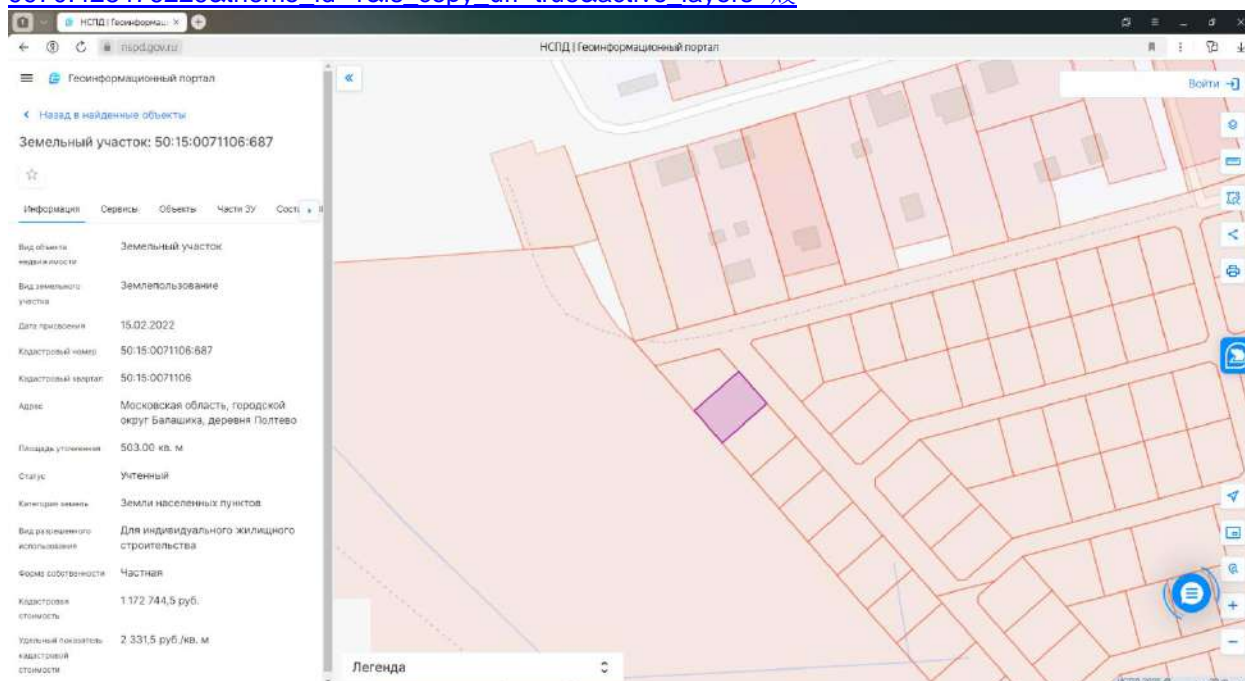 НСПД | Геоинформац
nspd.gov.ru
НСПД | Геоинформационный портал
Геоинформационный портал
Войти
Назад в найденные объекты
Земельный участок: 50:15:0071106:687
Информация Сервисы Объекты Части ЗУ Соста
Вид объекта недвижимости
Земельный участок
Вид земельного участка
Землепользование
Дата присвоения
15.02.2022
Кадастровый номер
50:15:0071106:687
Кадастровый квартал
50:15:0071106
Адрес
Московская область, городской
округ Балашиха, деревня Полтево
Площадь уточненная
503.00 кв. м
Статус
Учтенный
Категория земель
Земли населенных пунктов
Вид разрешенного
использования
Для индивидуального жилищного
строительства
Форма собственности
Частная
Кадастровая
стоимость
1 172 744,5 руб.
Удельный показатель
кадастровой
стоимости
2 331,5 руб./кв. м
Легенда